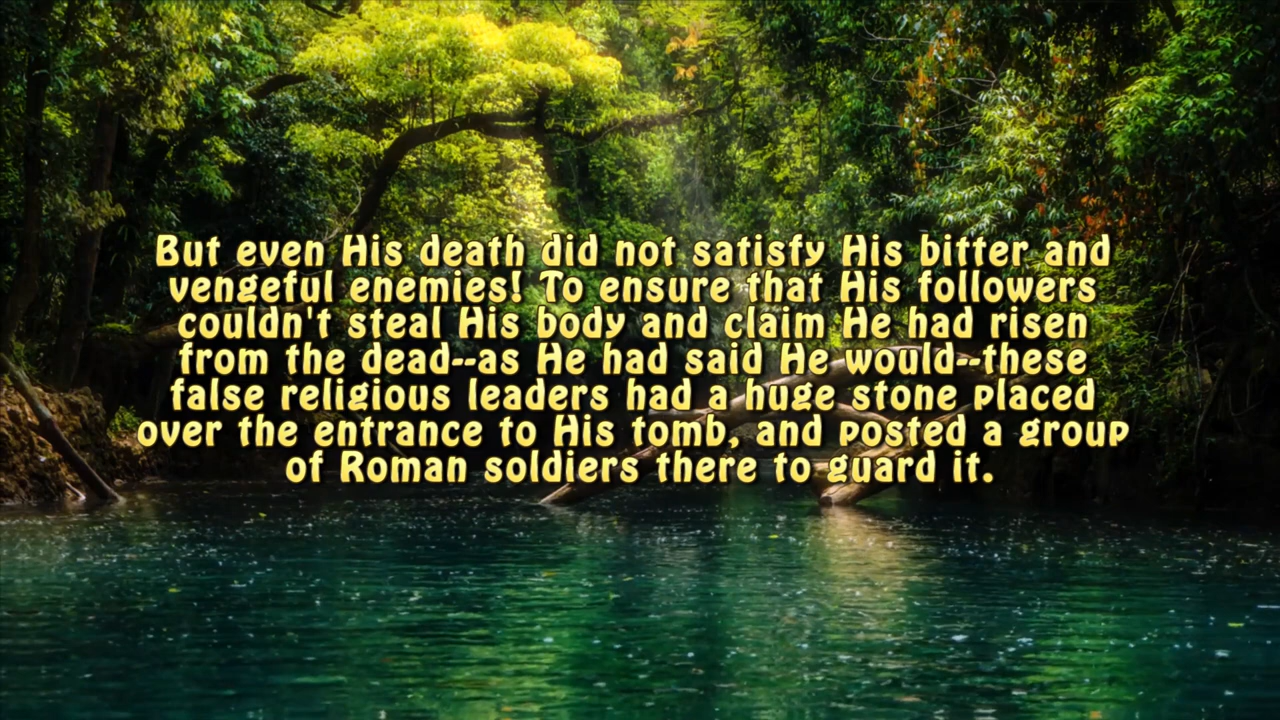 But even His death did not satisfy His bitter and
vengeful enemies! To ensure that His followers
couldn't steal His body and claim He had risen
from the dead--as He had said He would--these
false religious leaders had a huge stone placed
over the entrance to His tomb, and posted a group
of Roman soldiers there to guard it.